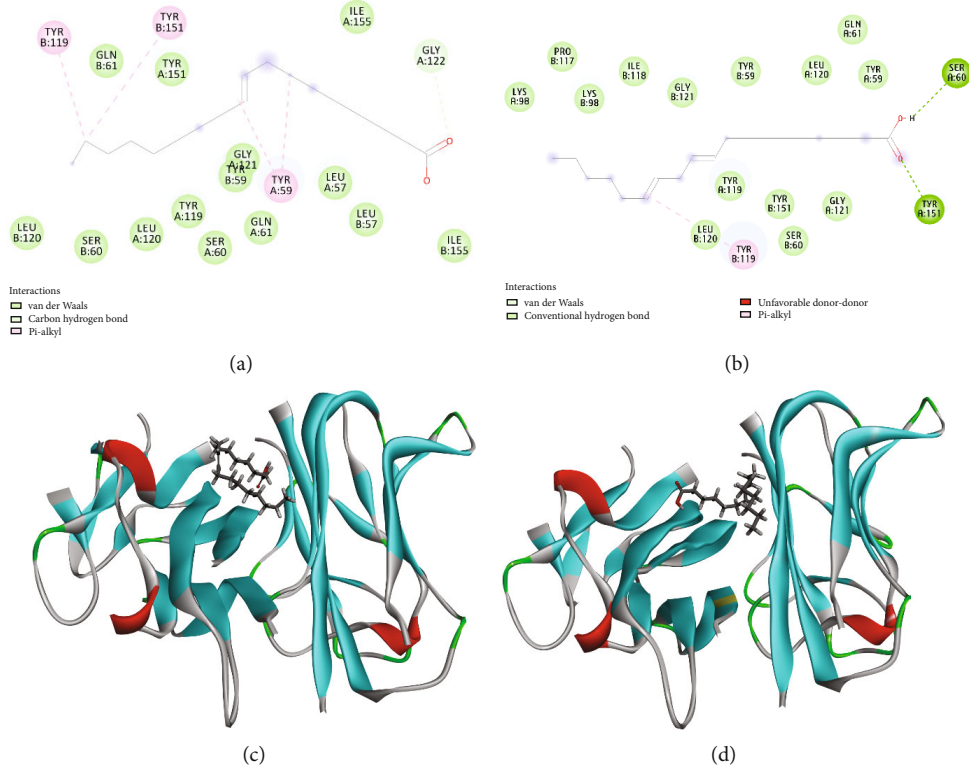 TYR
B:119
TYR
B:151
GLN
B:61
TYR
A:151
ILE
A:155
GLY
A:122
O
O
GLY
A:121
TYR
B:59
TYR
A:59
LEU
A:57
LEU
B:57
TYR
A:119
GLN
A:61
LEU
B:120
SER
B:60
LEU
A:120
SER
A:60
ILE
B:155
Interactions
van der Waals
Carbon hydrogen bond
Pi-alkyl
(a)
GLN
A:61
PRO
B:117
ILE
B:118
TYR
B:59
LEU
A:120
TYR
A:59
SER
A:60
LYS
A:98
LYS
B:98
GLY
B:121
O-H
O
TYR
A:119
TYR
B:151
GLY
A:121
TYR
A:151
LEU
B:120
TYR
B:119
SER
B:60
Interactions
van der Waals
Conventional hydrogen bond
Unfavorable donor-donor
Pi-alkyl
(b)
(c)
(d)